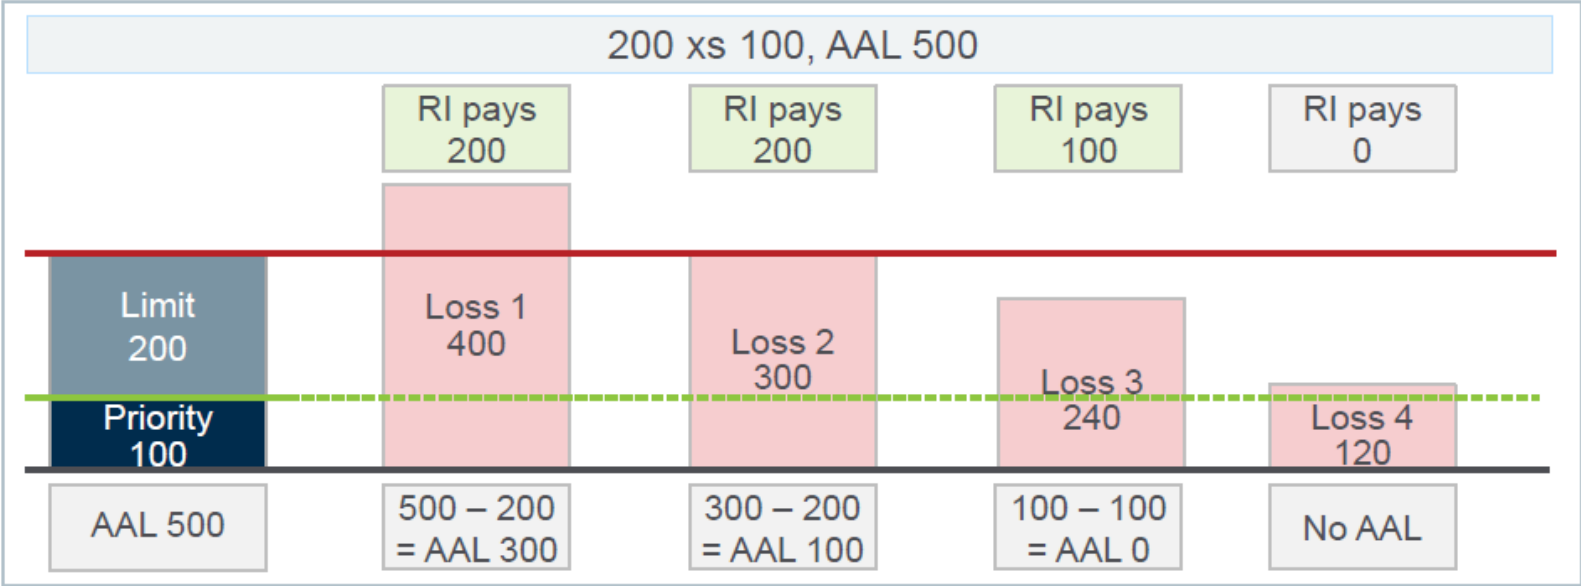 200 xs 100, AAL 500
RI pays
200
RI pays
200
RI pays
100
RI pays
0
Limit
200
Priority
100
Loss 1
400
Loss 2
300
Loss 3
240
Loss 4
120
AAL 500
500 – 200
= AAL 300
300 – 200
= AAL 100
100 – 100
= AAL 0
No AAL